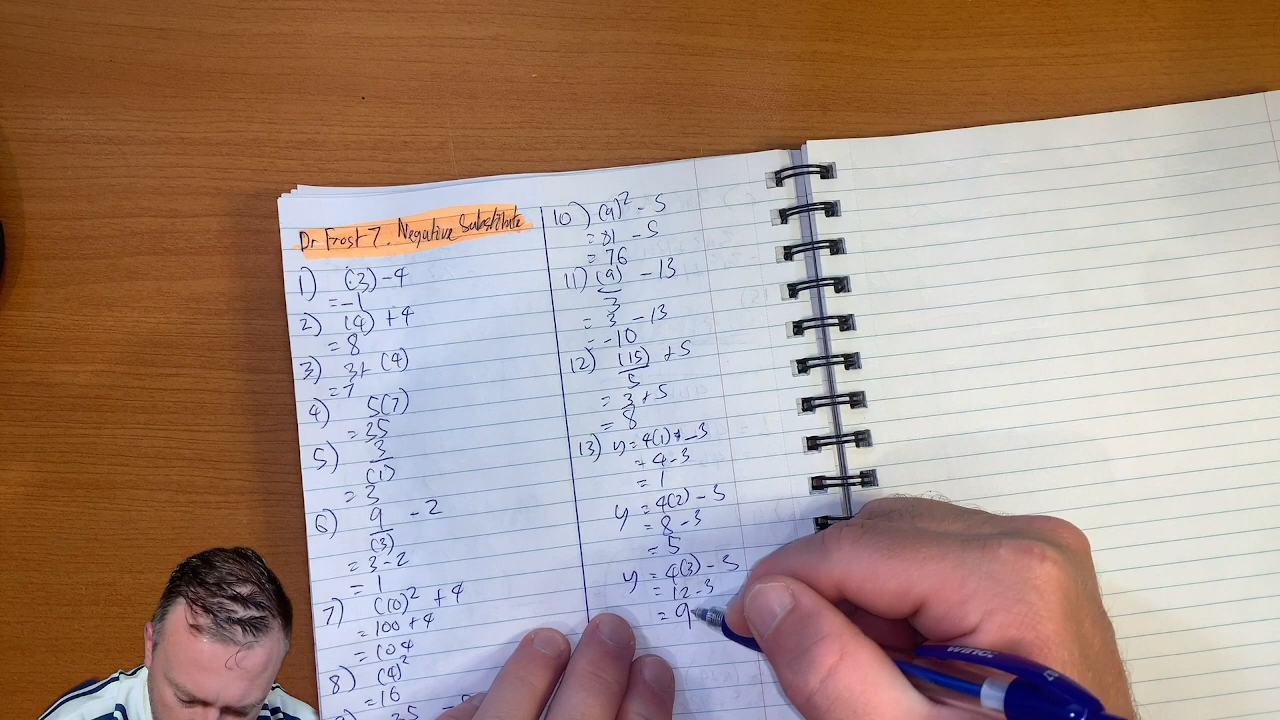 Dr Frost 7. Negative Substitute
1) (3) - 4
= -1
2) (4) + 4
= 8
3) 3 + (4)
= 7
4) 5(7)
= 25
5) 3
(1)
= 3
6) 9 - 2
(3)
= 3 - 2
= 1
7) (10)² + 4
= 100 + 4
= 104
8) (4)²
= 16
10) (9)² - 5
= 81 - 5
= 76
11) (9) - 13
3
= 3 - 13
= -10
12) (15) + 5
5
= 3 + 5
= 8
13) y = 4(1) - 3
= 4 - 3
= 1
y = 4(2) - 3
= 8 - 3
= 5
y = 4(3) - 3
= 12 - 3
= 9